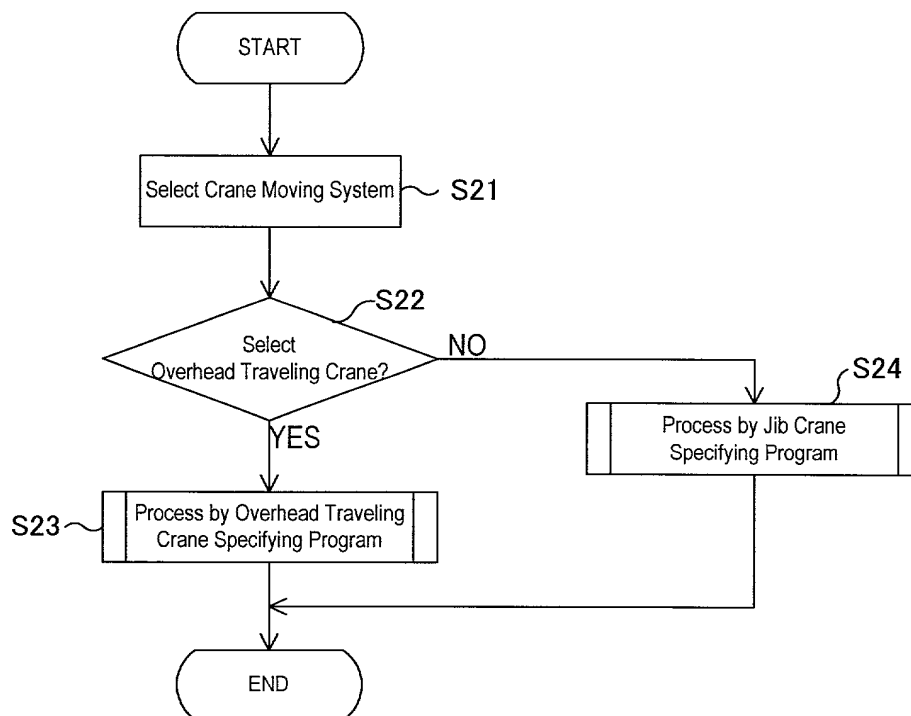 START
Select Crane Moving System
S21
S22
Select
Overhead Traveling Crane?
NO
S24
Process by Jib Crane
Specifying Program
YES
S23
Process by Overhead Traveling
Crane Specifying Program
END